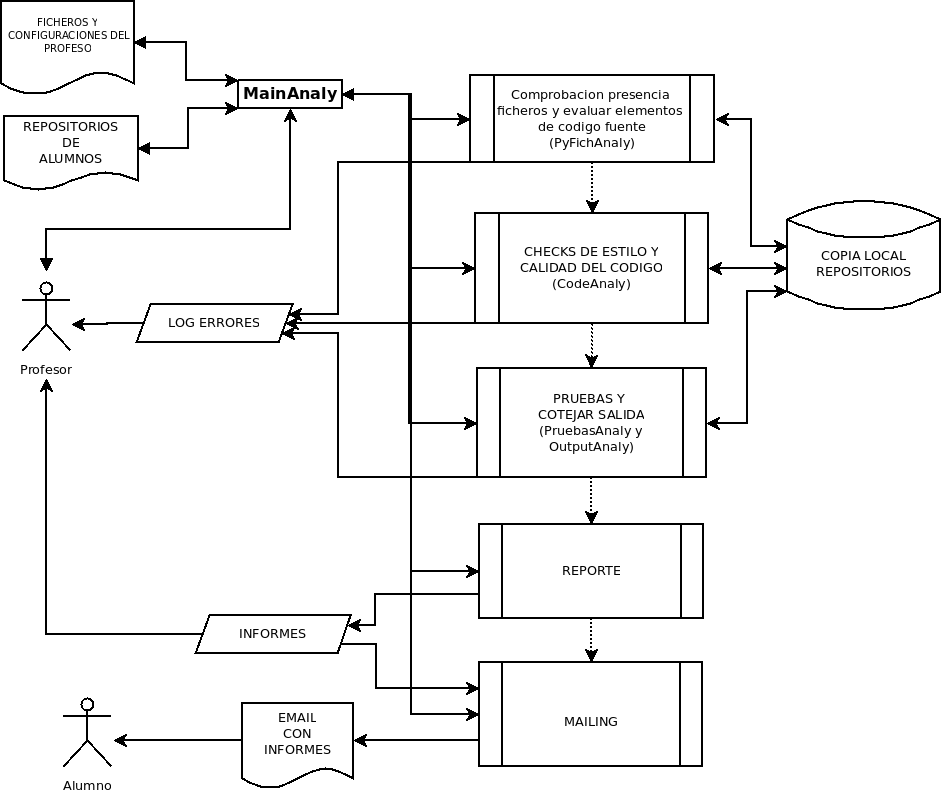 FICHEROS Y
CONFIGURACIONES DEL
PROFESO
MainAnaly
REPOSITORIOS
DE
ALUMNOS
Comprobacion presencia
ficheros y evaluar elementos
de codigo fuente
(PyFichAnaly)
CHECKS DE ESTILO Y
CALIDAD DEL CODIGO
(CodeAnaly)
COPIA LOCAL
REPOSITORIOS
LOG ERRORES
Profesor
PRUEBAS Y
COTEJAR SALIDA
(PruebasAnaly y
OutputAnaly)
REPORTE
INFORMES
MAILING
EMAIL
CON
INFORMES
Alumno